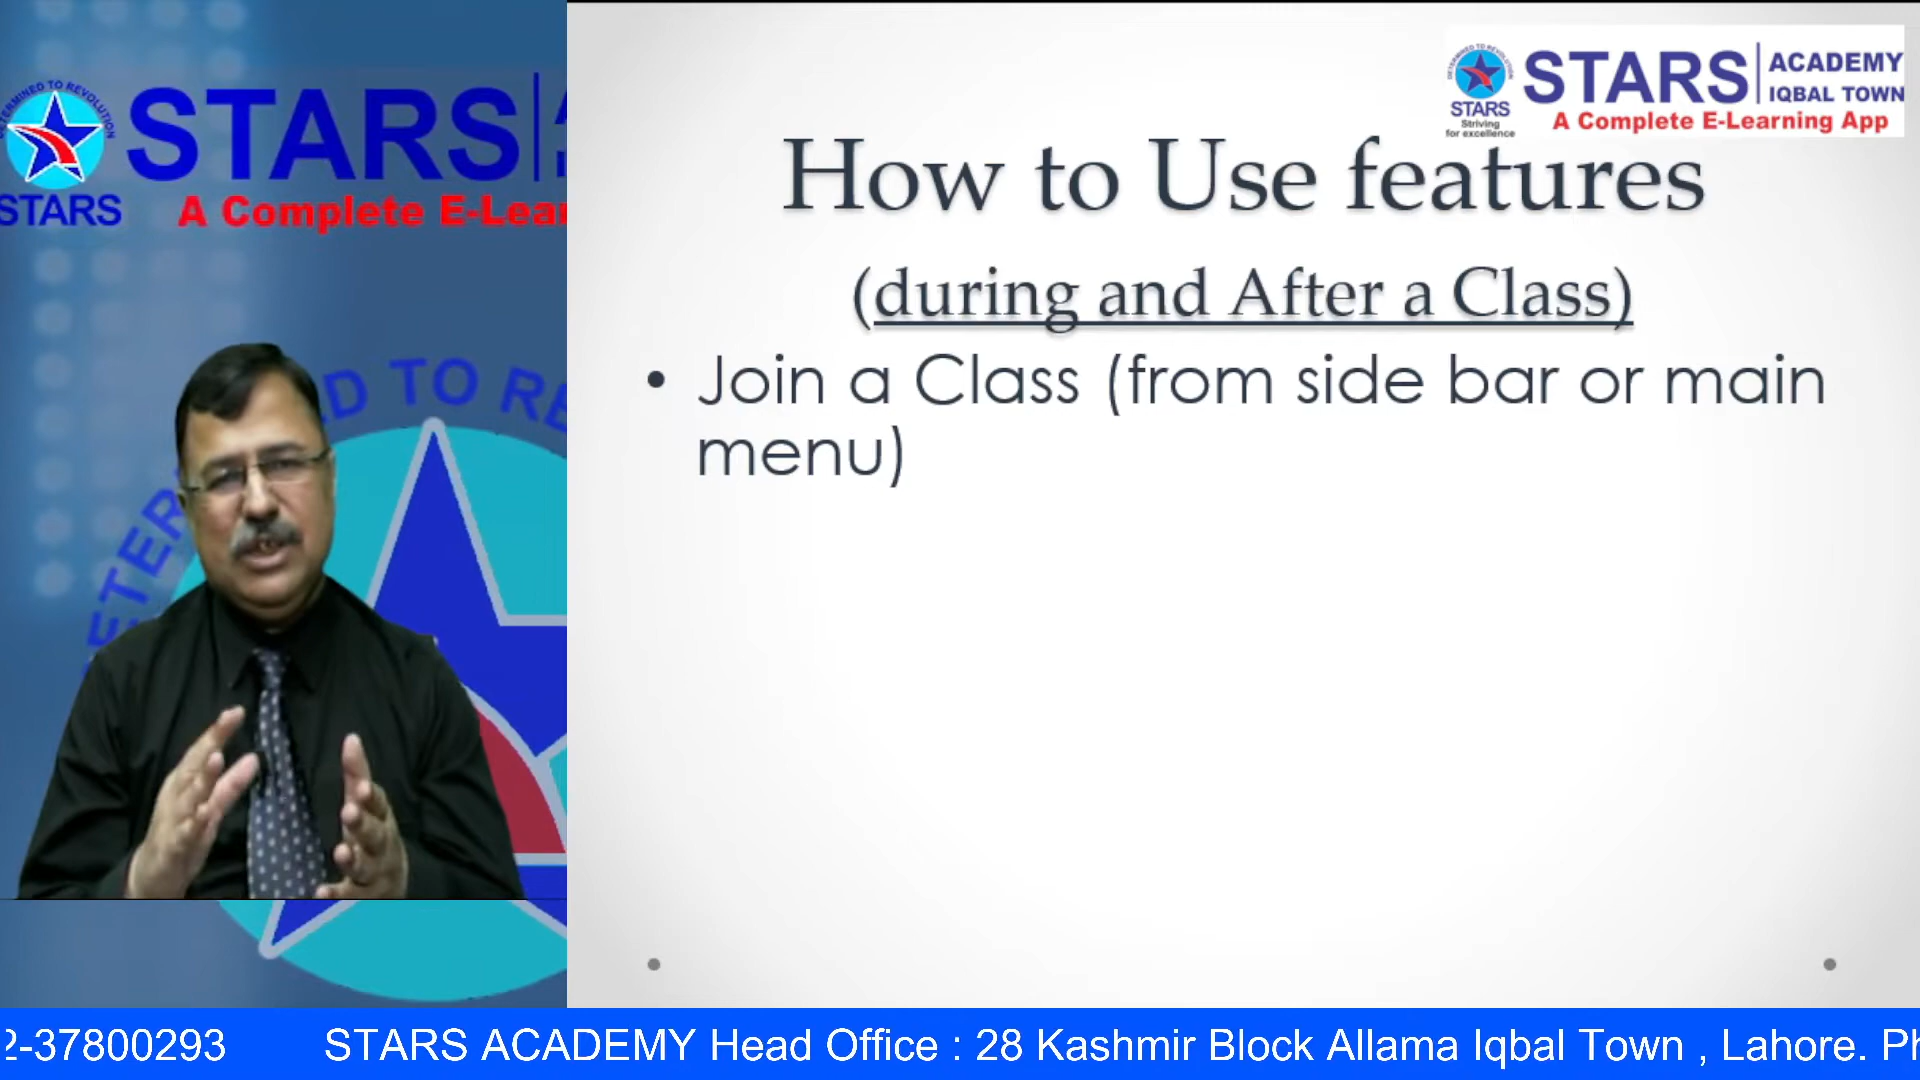 DETERMINED TO REVOLUTION
STARS
STARS
A Complete E-Lear
STARS
Striving
for excellence
STARS
ACADEMY
IQBAL TOWN
A Complete E-Learning App
How to Use features
(during and After a Class)
• Join a Class (from side bar or main
menu)
2-37800293 STARS ACADEMY Head Office : 28 Kashmir Block Allama Iqbal Town , Lahore. Ph